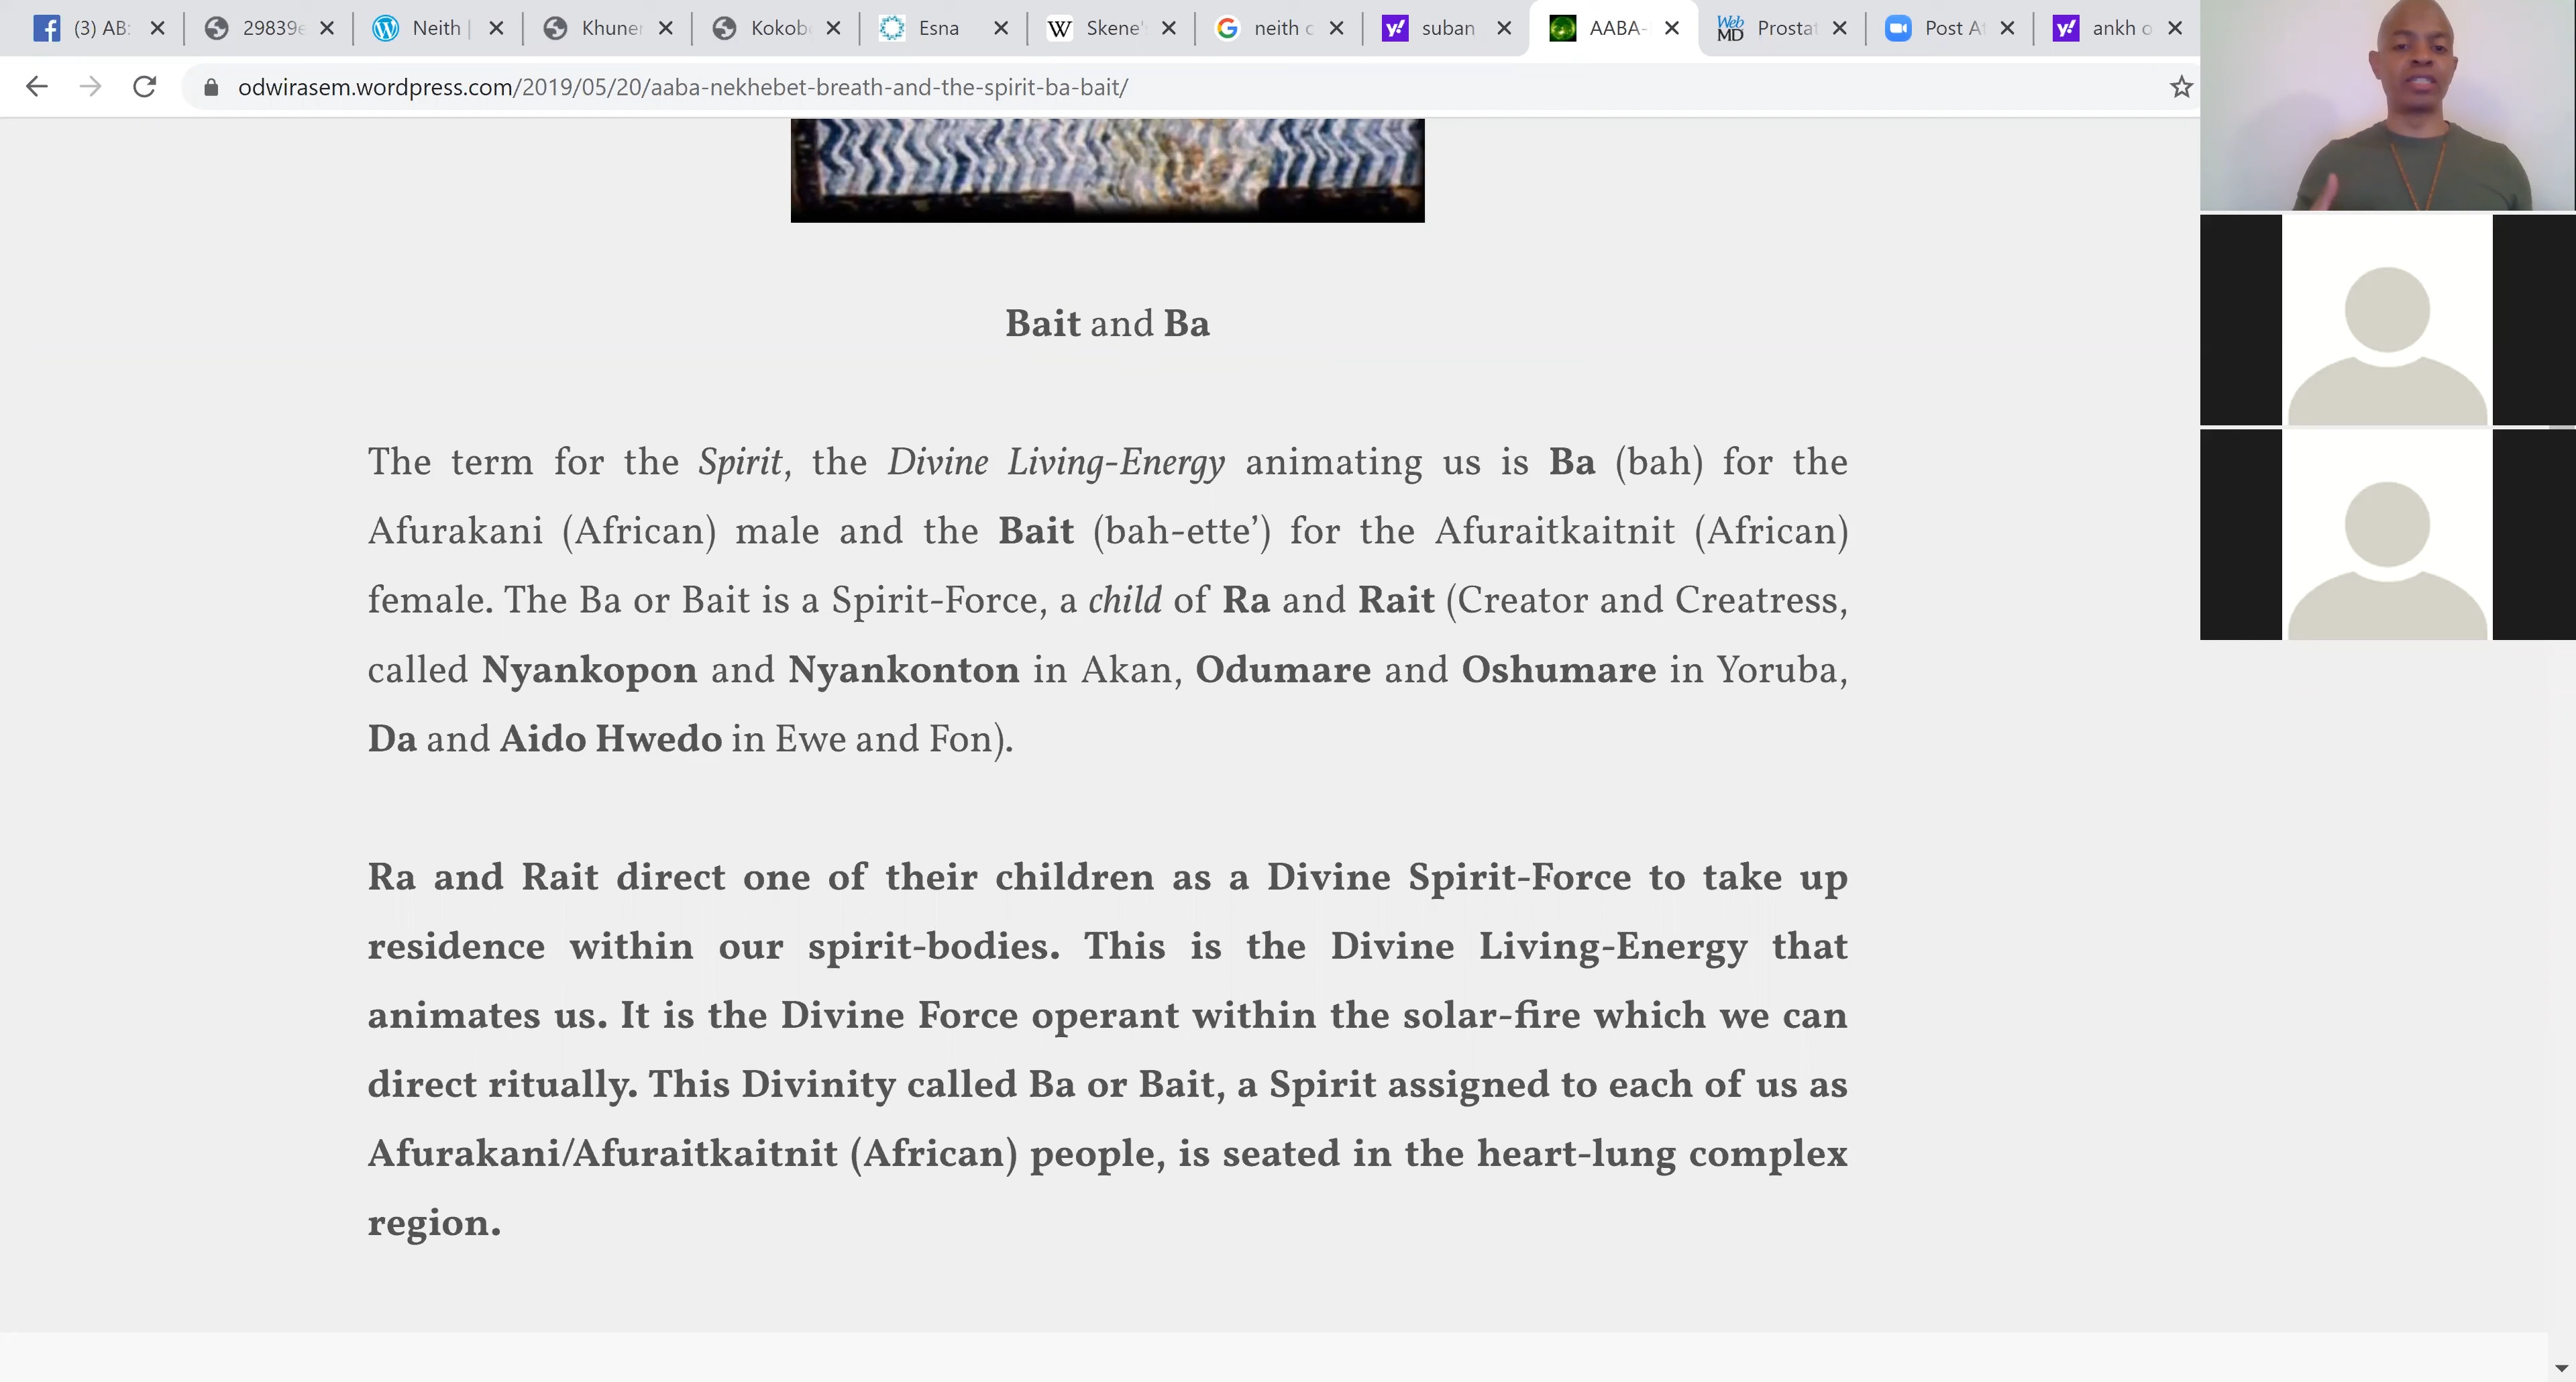 (3) AB:
29839e
Neith |
Khuner
Kokob
Esna
W Skene'
neith c
y! suban
AABA-
Web MD Prostat
Post A
y! ankh o
odwirasem.wordpress.com/2019/05/20/aaba-nekhebet-breath-and-the-spirit-ba-bait/
Bait and Ba
The term for the Spirit, the Divine Living-Energy animating us is Ba (bah) for the
Afurakani (African) male and the Bait (bah-ette’) for the Afuraitkaitnit (African)
female. The Ba or Bait is a Spirit-Force, a child of Ra and Rait (Creator and Creatress,
called Nyankopon and Nyankonton in Akan, Odumare and Oshumare in Yoruba,
Da and Aido Hwedo in Ewe and Fon).
Ra and Rait direct one of their children as a Divine Spirit-Force to take up
residence within our spirit-bodies. This is the Divine Living-Energy that
animates us. It is the Divine Force operant within the solar-fire which we can
direct ritually. This Divinity called Ba or Bait, a Spirit assigned to each of us as
Afurakani/Afuraitkaitnit (African) people, is seated in the heart-lung complex
region.